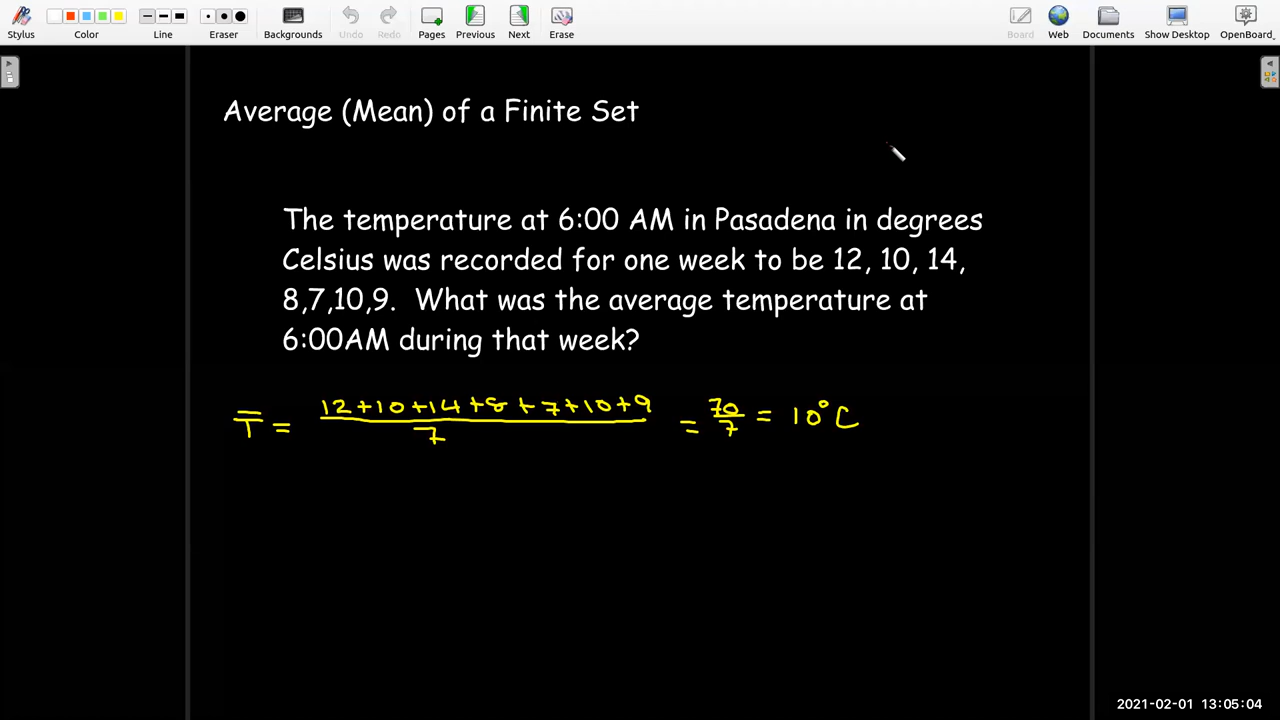 Stylus Color Line Eraser Backgrounds Undo Redo Pages Previous Next Erase Board Web Documents Show Desktop OpenBoard
Average (Mean) of a Finite Set
The temperature at 6:00 AM in Pasadena in degrees
Celsius was recorded for one week to be 12, 10, 14,
8,7,10,9. What was the average temperature at
6:00AM during that week?
T̅ = (12+10+14+8+7+10+9)/7 = 70/7 = 10°C
2021-02-01 13:05:04